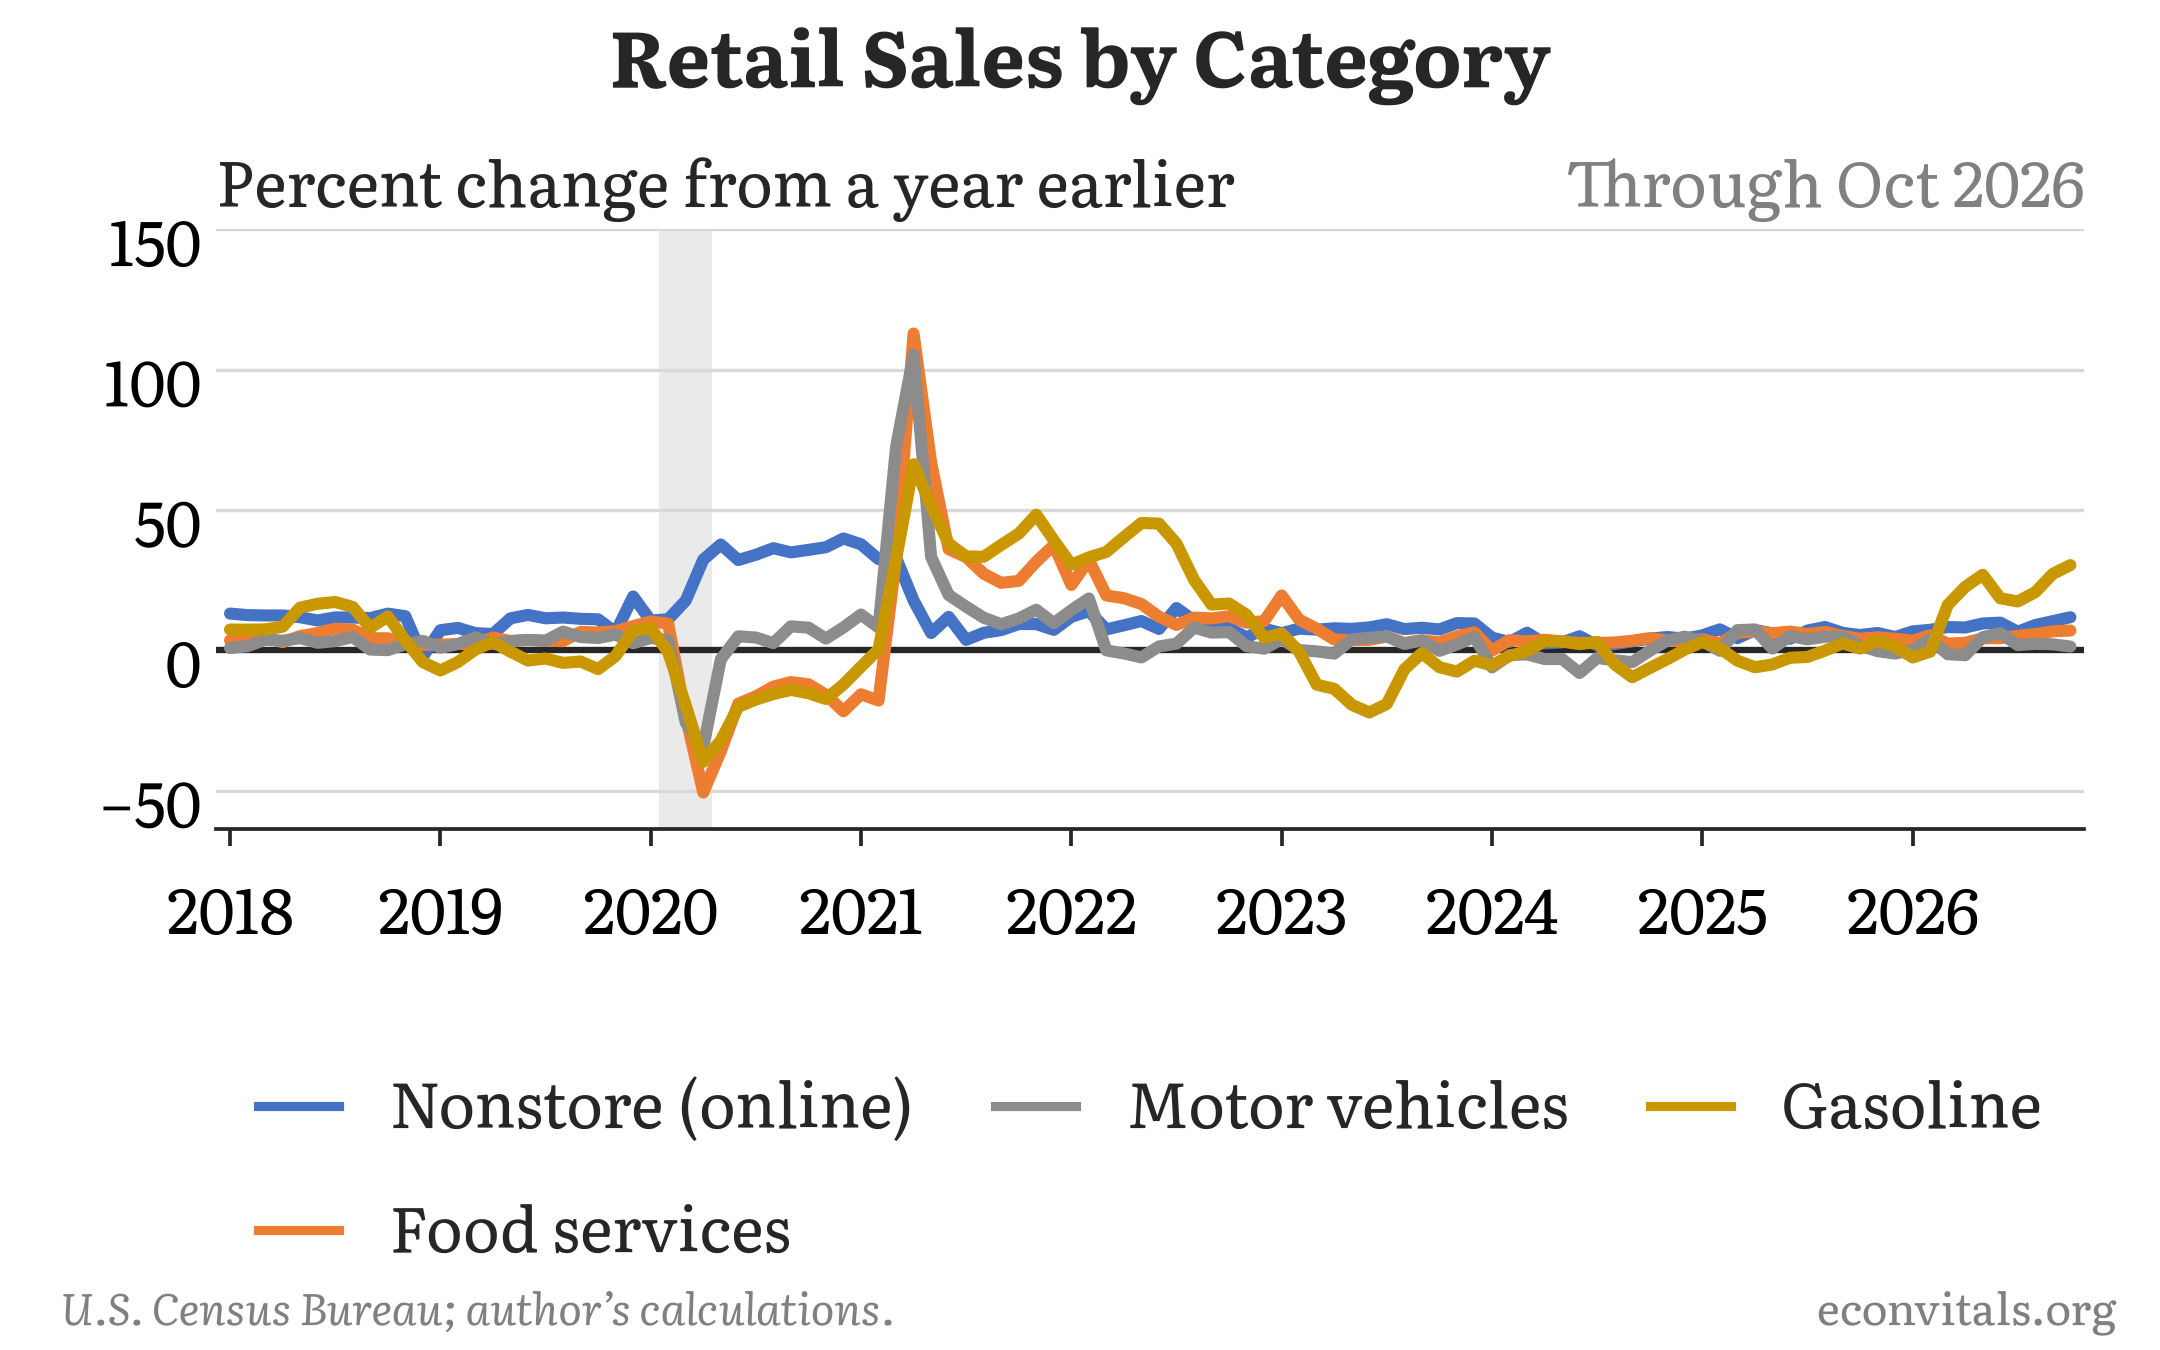 Retail Sales by Category
Percent change from a year earlier
Through Oct 2026
150
100
50
0
−50
2018 2019 2020 2021 2022 2023 2024 2025 2026
Nonstore (online) Motor vehicles Gasoline
Food services
U.S. Census Bureau; author’s calculations.
econvitals.org